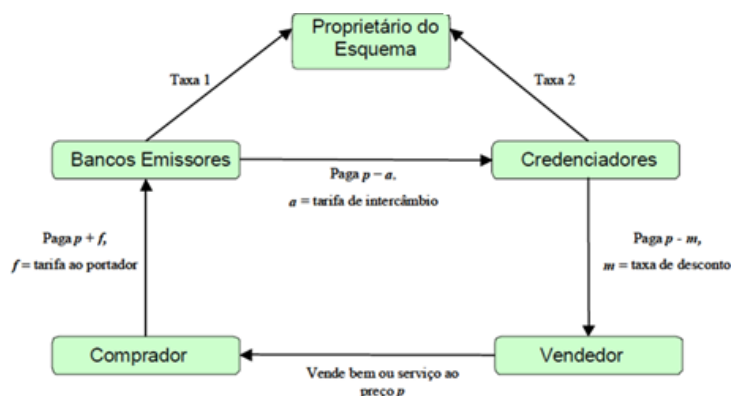 Proprietário do
Esquema
Taxa 1
Taxa 2
Bancos Emissores
Credenciadores
Paga p – a,
a = tarifa de intercâmbio
Paga p + f,
f = tarifa ao portador
Paga p - m,
m = taxa de desconto
Comprador
Vendedor
Vende bem ou serviço ao
preço p